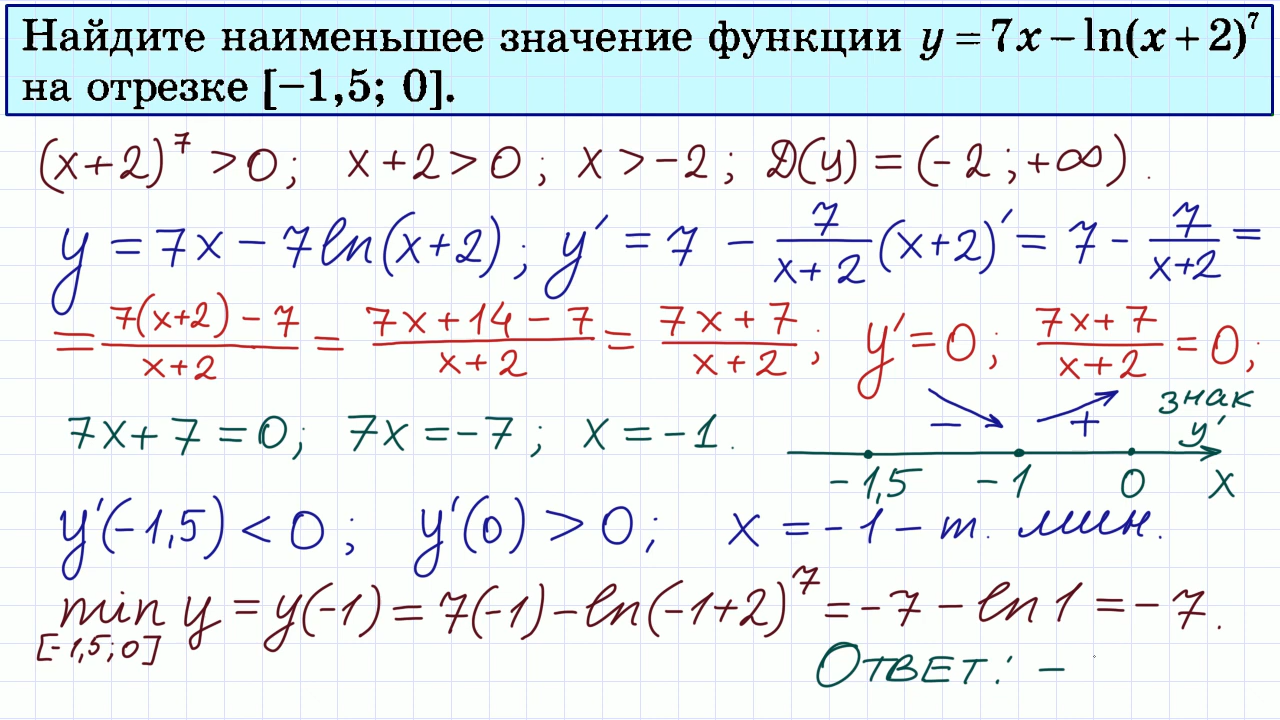 Найдите наименьшее значение функции y = 7x − ln(x + 2)⁷
на отрезке [−1,5; 0].
(x+2)⁷ > 0; x+2 > 0; x > −2; D(y) = (−2; +∞).
y = 7x − 7ln(x+2); y' = 7 − 7/(x+2) (x+2)' = 7 − 7/(x+2) =
= (7(x+2) − 7)/(x+2) = (7x+14−7)/(x+2) = (7x+7)/(x+2); y' = 0; (7x+7)/(x+2) = 0;
7x+7 = 0; 7x = −7; x = −1.
− + знак y'
−1,5 −1 0 x
y'(−1,5) < 0; y'(0) > 0; x = −1 − т. мин.
min y = y(−1) = 7(−1) − ln(−1+2)⁷ = −7 − ln1 = −7.
[−1,5; 0]
Ответ: −